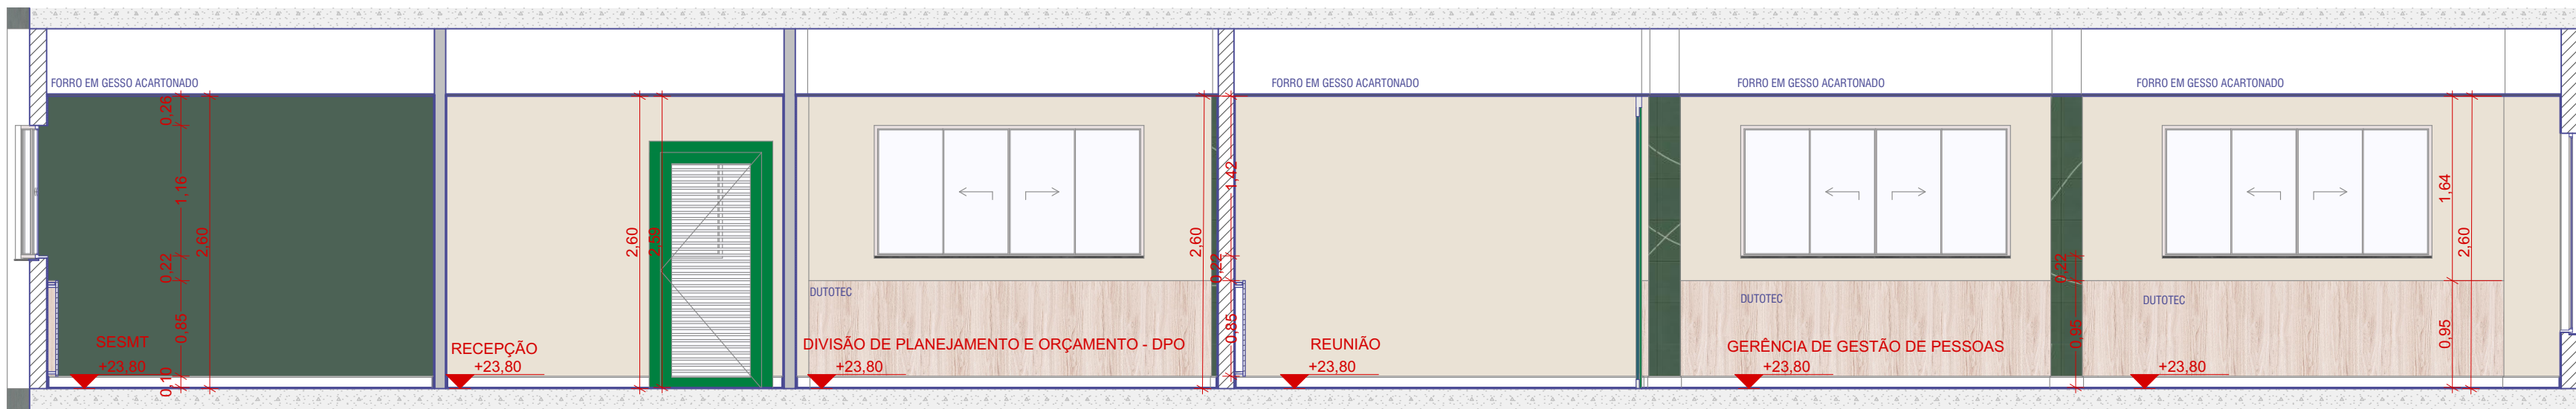 FORRO EM GESSO ACARTONADO
FORRO EM GESSO ACARTONADO
FORRO EM GESSO ACARTONADO
FORRO EM GESSO ACARTONADO
0,26
1,16
2,60
0,22
0,85
0,10
SESMT
+23,80
2,60
2,50
RECEPÇÃO
+23,80
DUTOTEC
DIVISÃO DE PLANEJAMENTO E ORÇAMENTO - DPO
+23,80
2,60
1,42
0,22
0,85
REUNIÃO
+23,80
DUTOTEC
GERÊNCIA DE GESTÃO DE PESSOAS
+23,80
0,22
0,95
DUTOTEC
+23,80
1,64
2,60
0,95